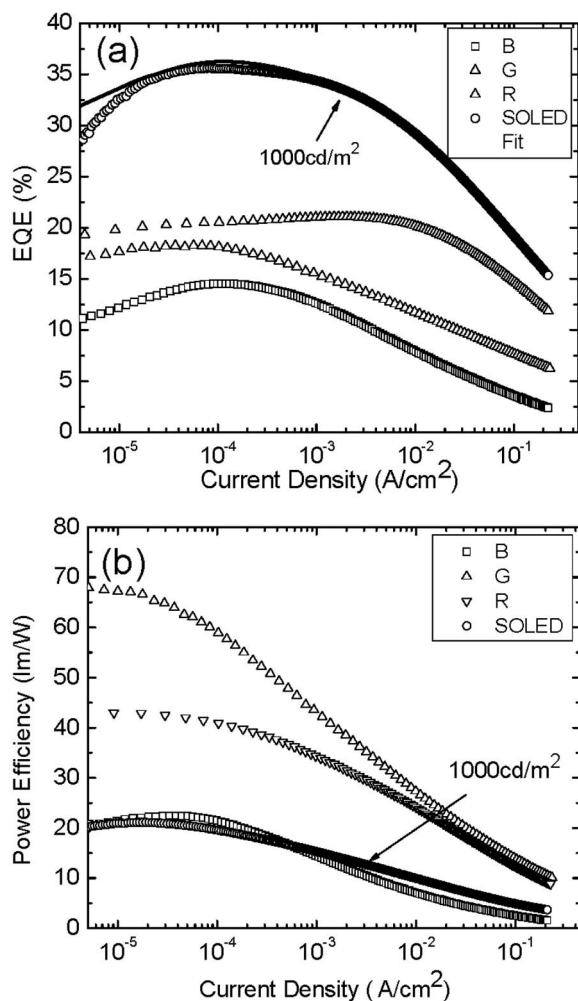 40
35
30
25
20
15
10
5
0
EQE (%)
(a)
B
G
R
SOLED
Fit
1000cd/m²
10⁻⁵ 10⁻⁴ 10⁻³ 10⁻² 10⁻¹
Current Density (A/cm²)
80
70
60
50
40
30
20
10
0
Power Efficiency (lm/W)
(b)
B
G
R
SOLED
1000cd/m²
10⁻⁵ 10⁻⁴ 10⁻³ 10⁻² 10⁻¹
Current Density ( A/cm²)